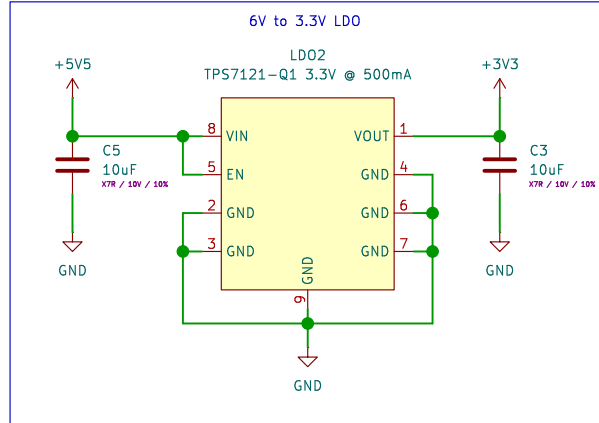 6V to 3.3V LDO
LDO2
TPS7121-Q1 3.3V @ 500mA
+5V5
+3V3
8 VIN
VOUT 1
C5
10uF
X7R / 10V / 10%
5 EN
GND 4
C3
10uF
X7R / 10V / 10%
2 GND
GND 6
3 GND
GND 7
GND
9
GND
GND
GND